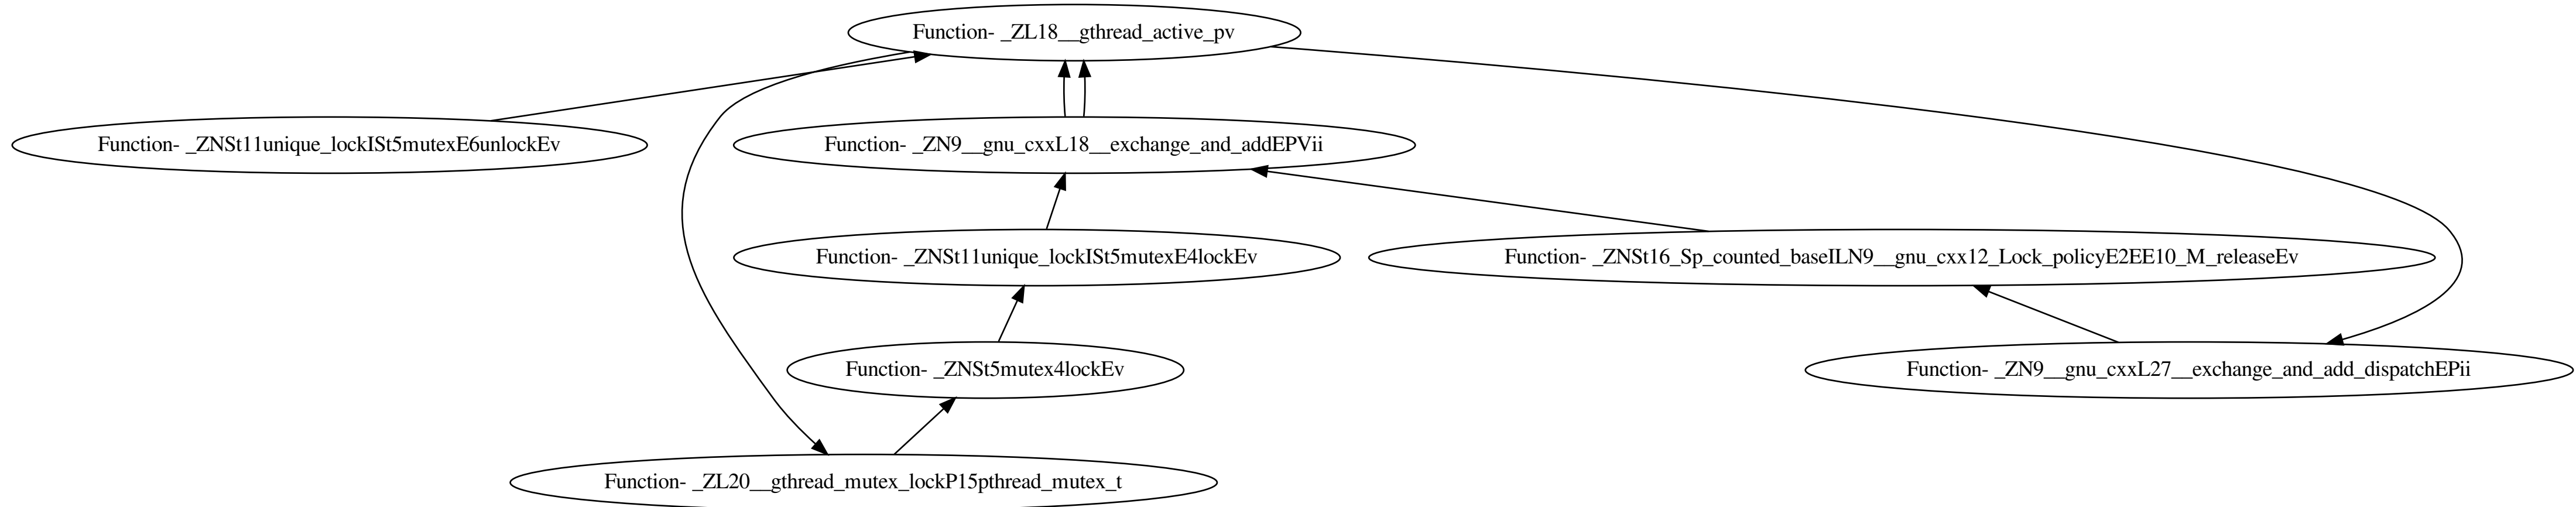 Function- _ZL18__gthread_active_pv
Function- _ZNSt11unique_lockISt5mutexE6unlockEv
Function- _ZN9__gnu_cxxL18__exchange_and_addEPVii
Function- _ZNSt11unique_lockISt5mutexE4lockEv
Function- _ZNSt16_Sp_counted_baseILN9__gnu_cxx12_Lock_policyE2EE10_M_releaseEv
Function- _ZNSt5mutex4lockEv
Function- _ZN9__gnu_cxxL27__exchange_and_add_dispatchEPii
Function- _ZL20__gthread_mutex_lockP15pthread_mutex_t